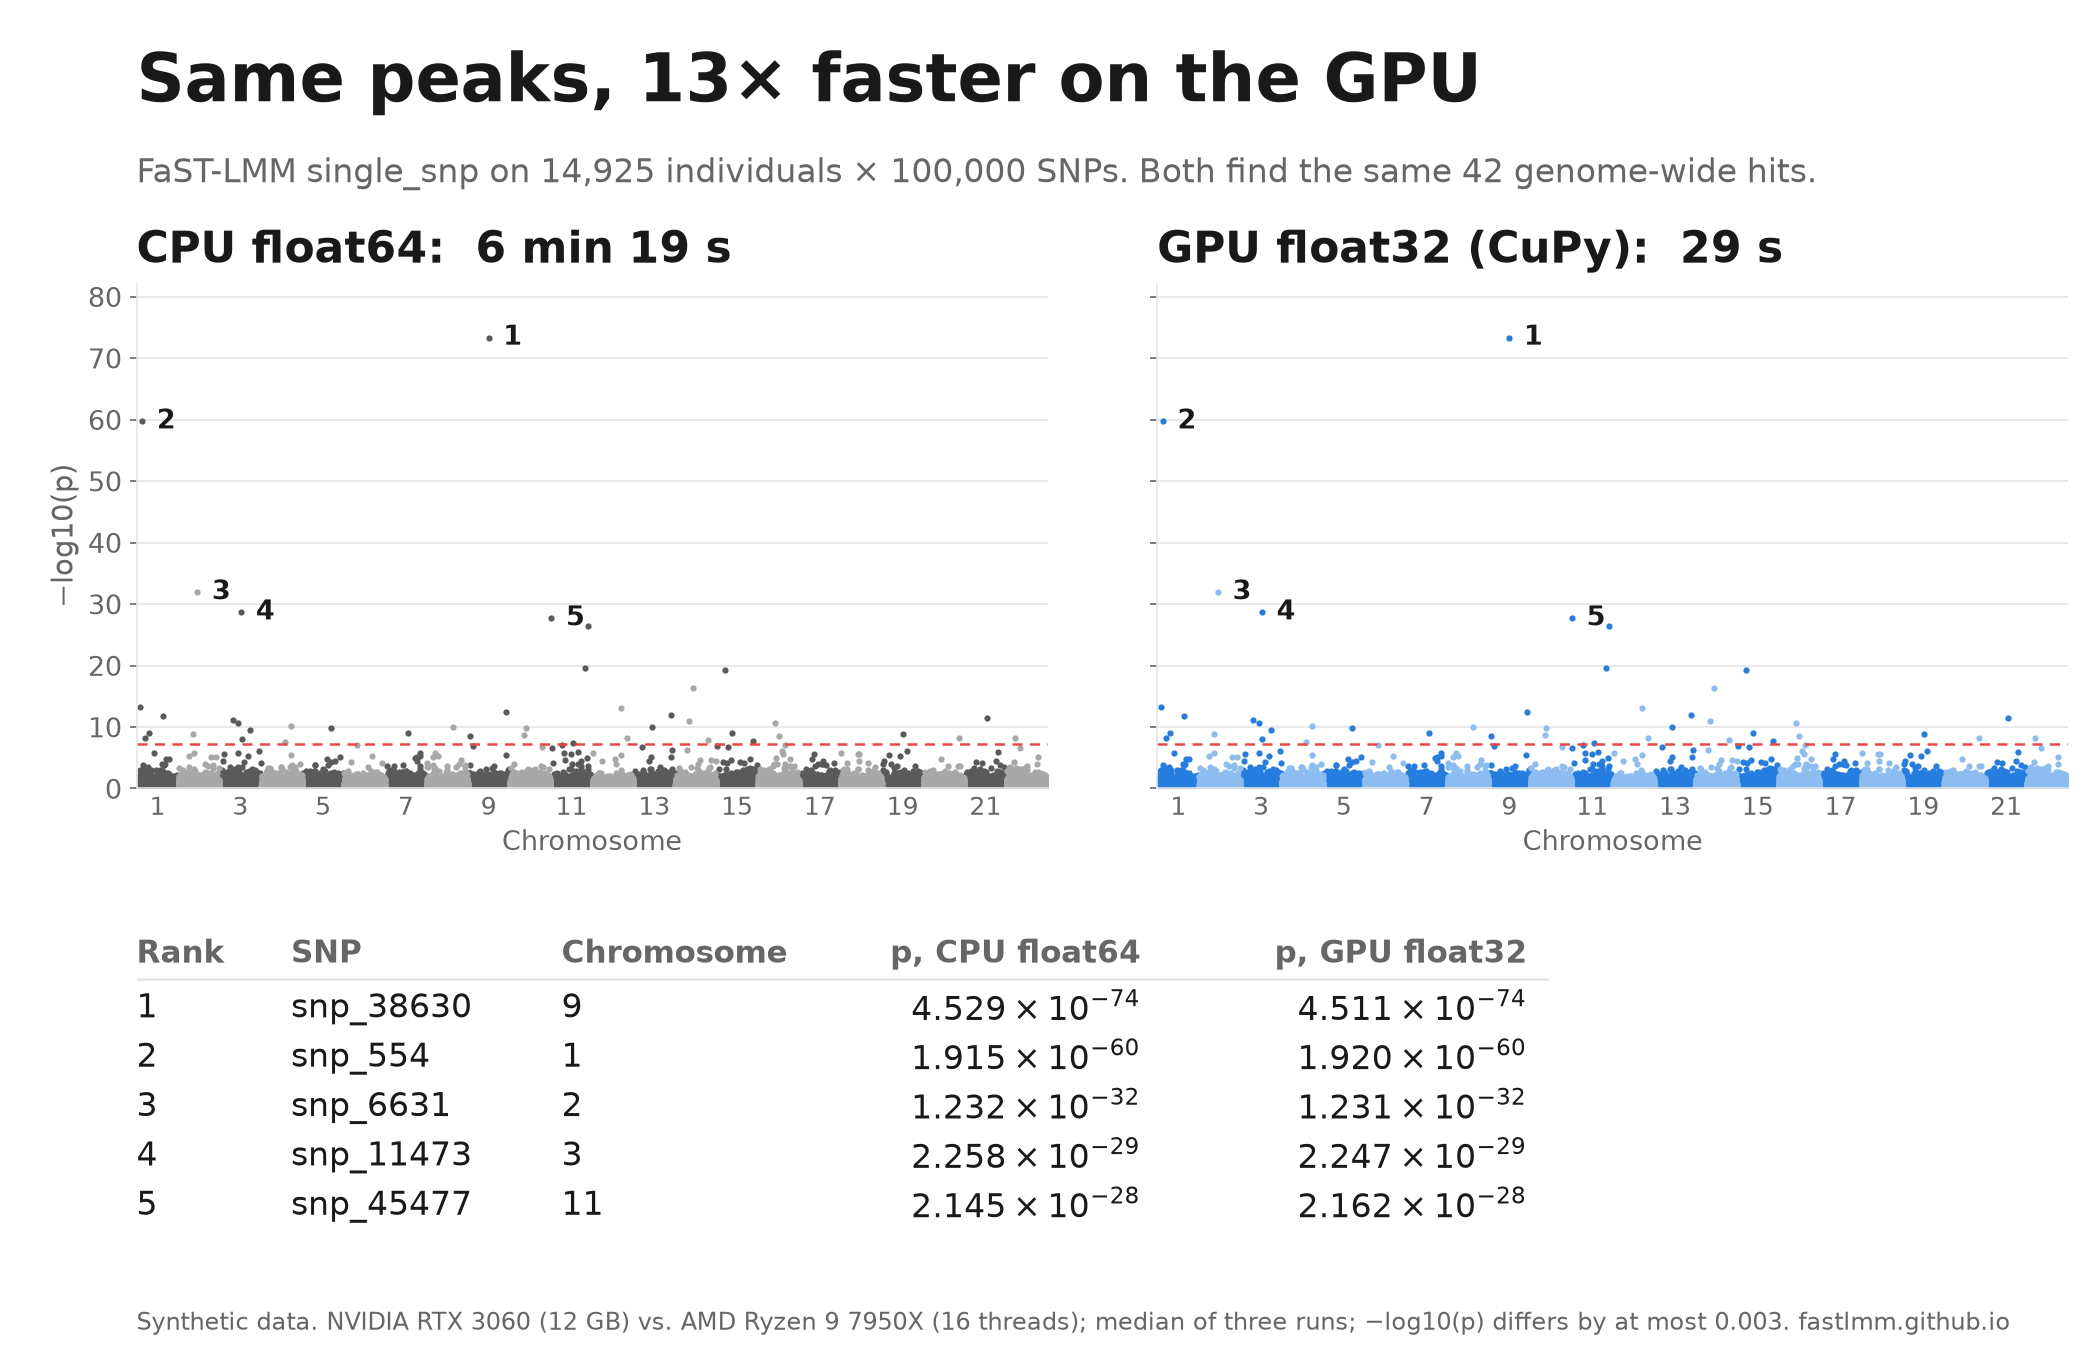 Same peaks, 13× faster on the GPU
FaST-LMM single_snp on 14,925 individuals × 100,000 SNPs. Both find the same 42 genome-wide hits.
CPU float64: 6 min 19 s
80
70
60
50
40
30
20
10
0
−log10(p)
1
2
3
4
5
1 3 5 7 9 11 13 15 17 19 21
Chromosome
GPU float32 (CuPy): 29 s
1
2
3
4
5
1 3 5 7 9 11 13 15 17 19 21
Chromosome
Rank SNP Chromosome p, CPU float64 p, GPU float32
1 snp_38630 9 4.529 × 10⁻⁷⁴ 4.511 × 10⁻⁷⁴
2 snp_554 1 1.915 × 10⁻⁶⁰ 1.920 × 10⁻⁶⁰
3 snp_6631 2 1.232 × 10⁻³² 1.231 × 10⁻³²
4 snp_11473 3 2.258 × 10⁻²⁹ 2.247 × 10⁻²⁹
5 snp_45477 11 2.145 × 10⁻²⁸ 2.162 × 10⁻²⁸
Synthetic data. NVIDIA RTX 3060 (12 GB) vs. AMD Ryzen 9 7950X (16 threads); median of three runs; −log10(p) differs by at most 0.003. fastlmm.github.io